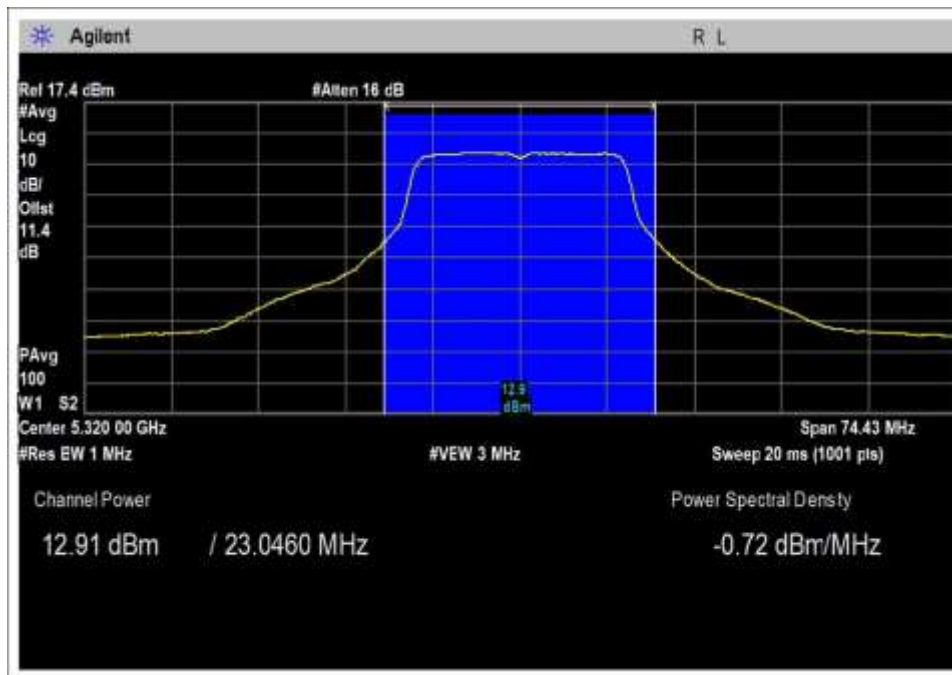 Agilent R L
Ref 17.4 dBm #Atten 16 dB
#Avg
Log
10
dB/
Offst
11.4
dB
12.9
dBm
PAvg
100
W1 S2
Center 5.320 00 GHz Span 74.43 MHz
#Res BW 1 MHz #VBW 3 MHz Sweep 20 ms (1001 pts)
Channel Power Power Spectral Density
12.91 dBm / 23.0460 MHz -0.72 dBm/MHz